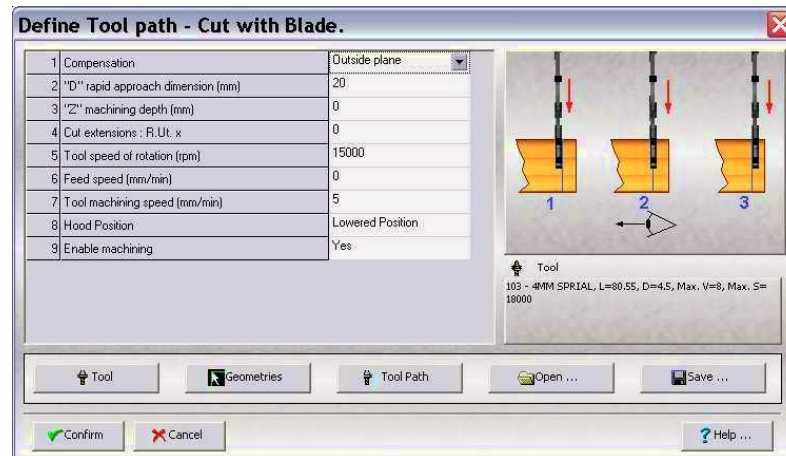 Define Tool path - Cut with Blade.
1 Compensation Outside plane
2 "D" rapid approach dimension (mm) 20
3 "Z" machining depth (mm) 0
4 Cut extensions : R.Ut. x 0
5 Tool speed of rotation (rpm) 15000
6 Feed speed (mm/min) 0
7 Tool machining speed (mm/min) 5
8 Hood Position Lowered Position
9 Enable machining Yes
1 2 3
Tool
103 - 4MM SPRIAL, L=80.55, D=4.5, Max. V=8, Max. S=
18000
Tool Geometries Tool Path Open ... Save ...
Confirm Cancel ? Help ...